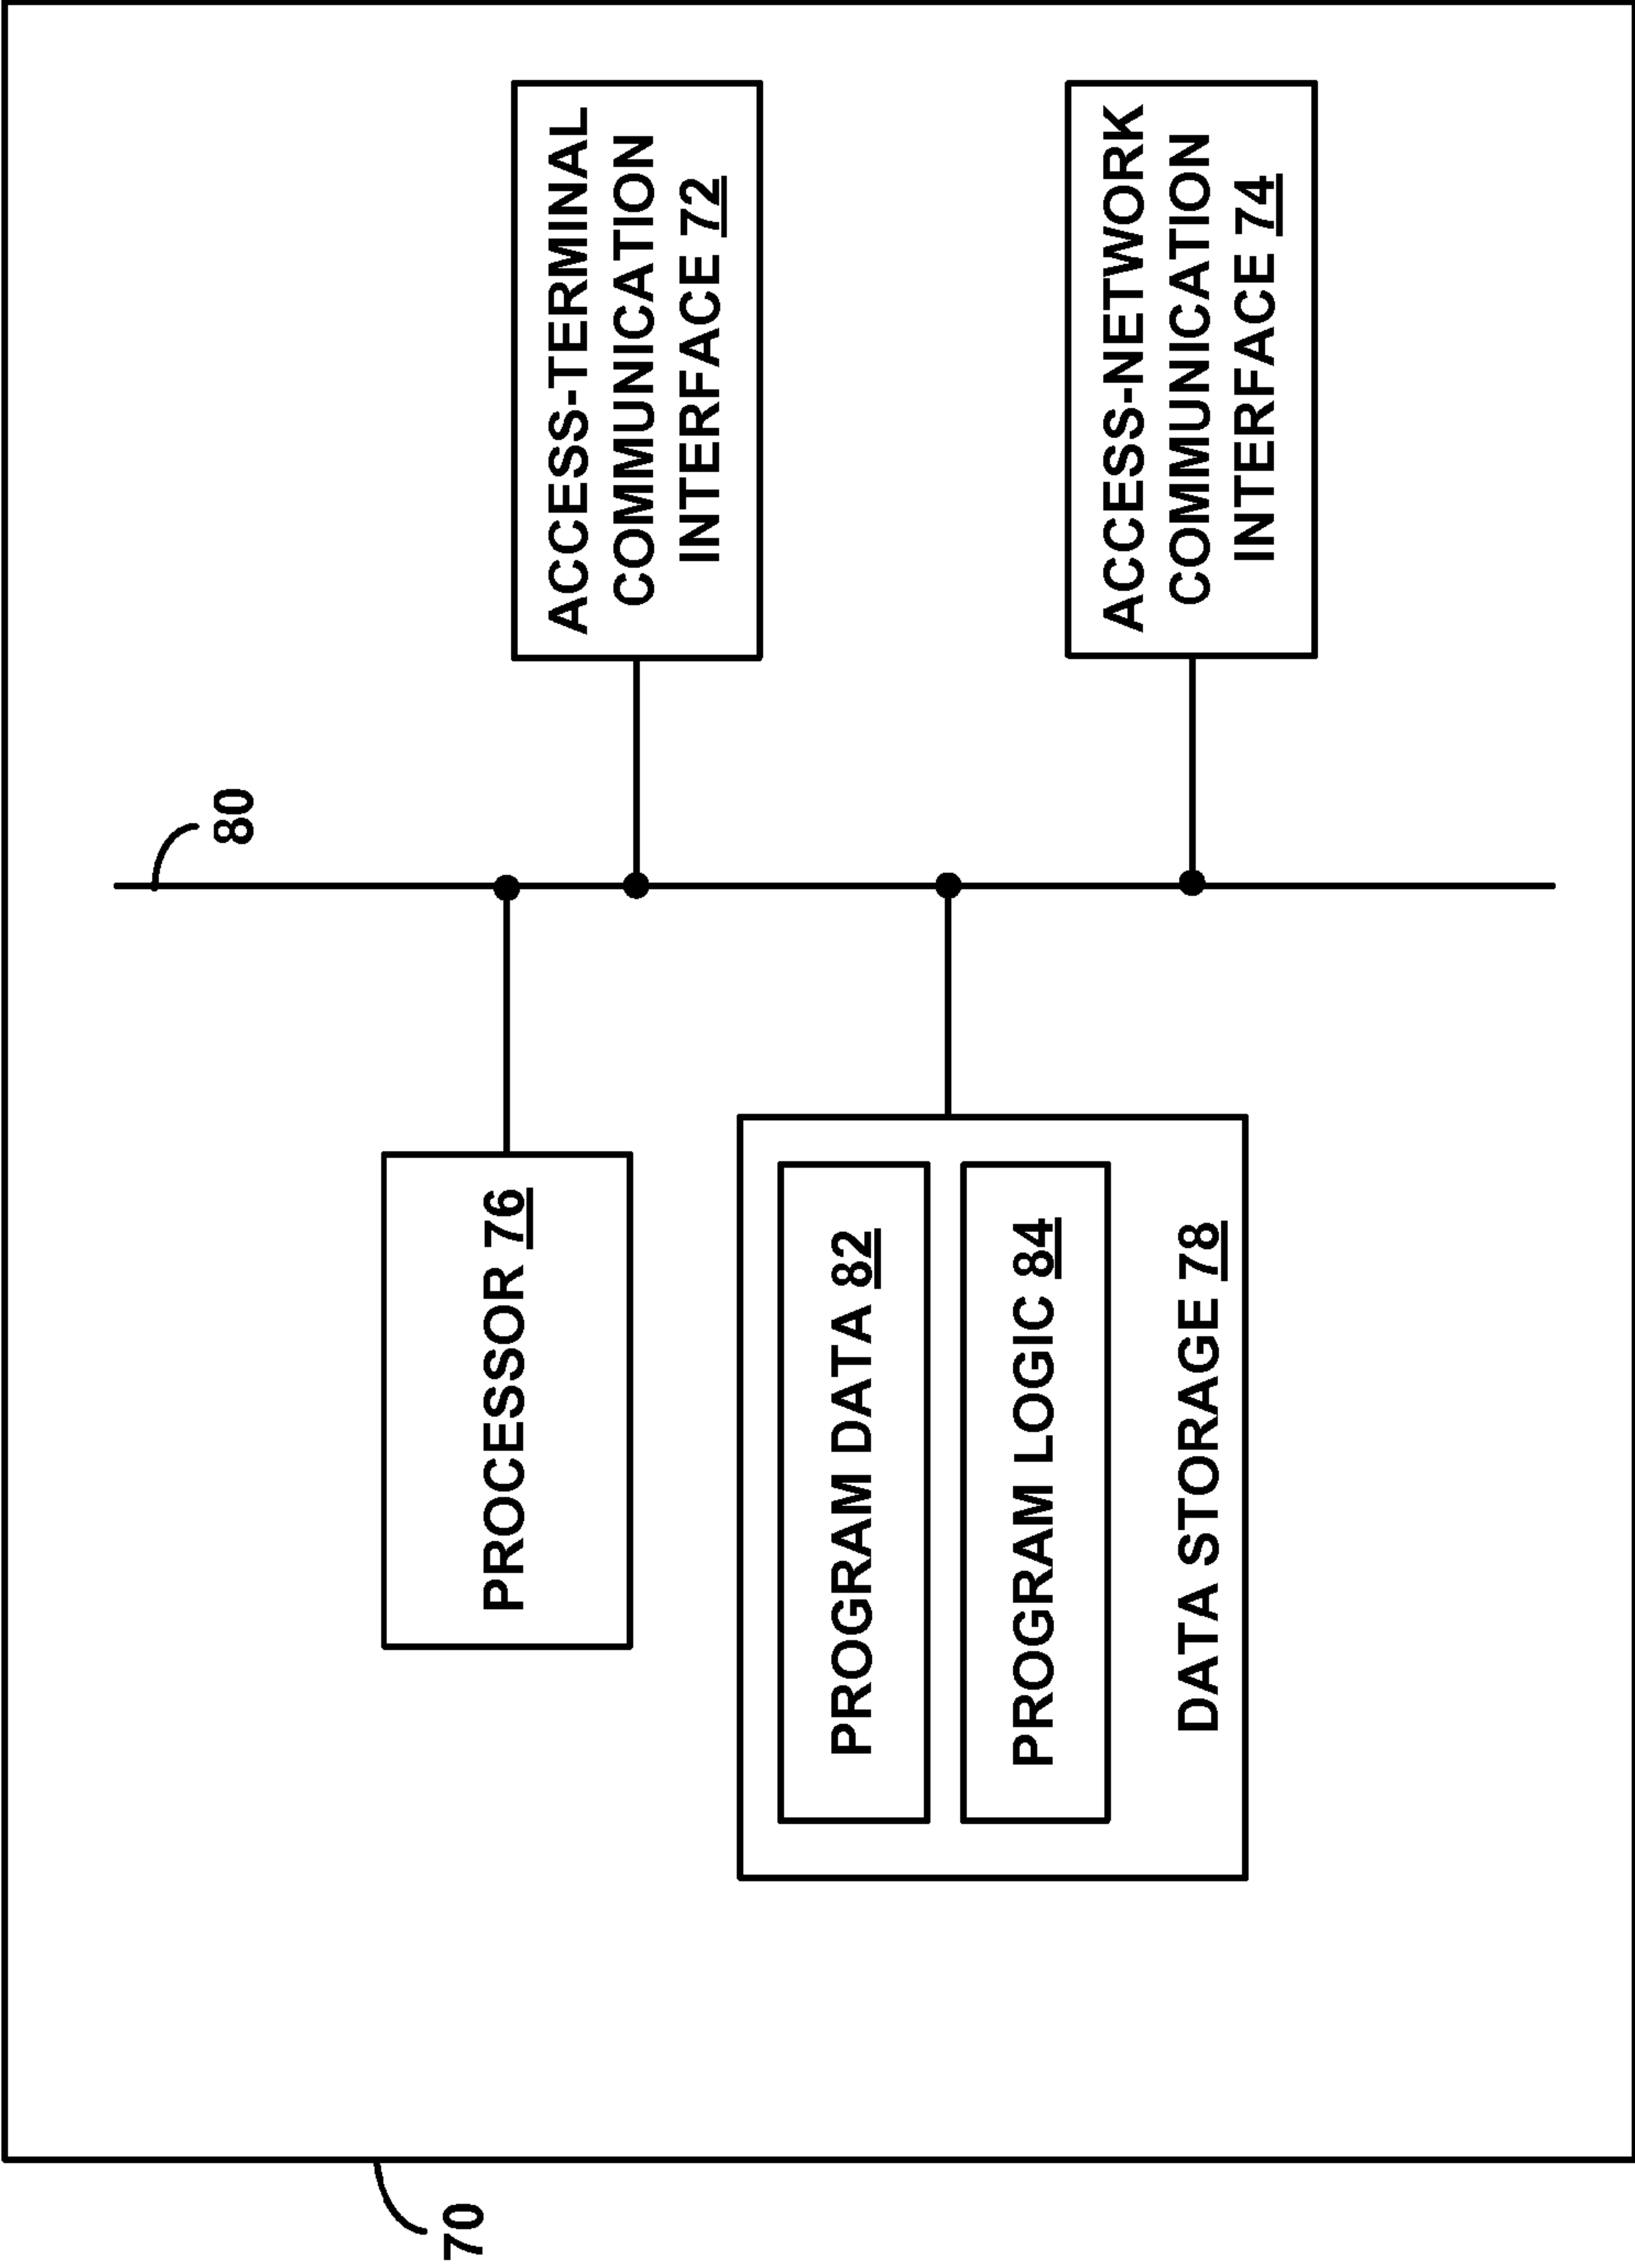 70
80
PROCESSOR 76
ACCESS-TERMINAL
COMMUNICATION
INTERFACE 72
PROGRAM DATA 82
PROGRAM LOGIC 84
DATA STORAGE 78
ACCESS-NETWORK
COMMUNICATION
INTERFACE 74